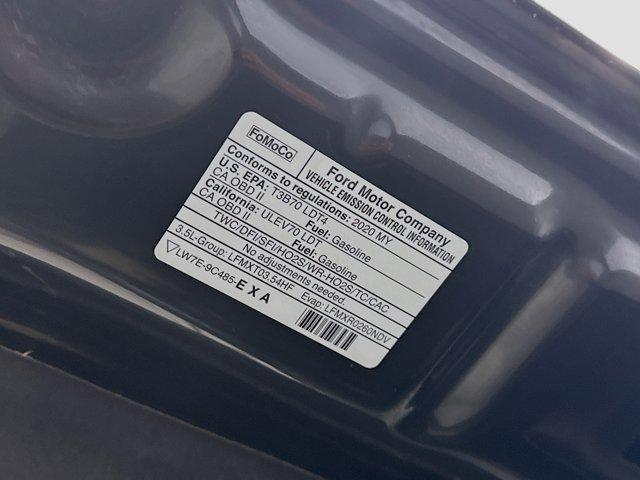 FoMoCo
Ford Motor Company
VEHICLE EMISSION CONTROL INFORMATION
Conforms to regulations: 2020 MY
U.S. EPA: T3B70 LDT4 Fuel: Gasoline
CA OBD II
California: ULEV70 LDT Fuel: Gasoline
CA OBD II
TWC/DFI/SFI/HO2S/WR-HO2S/TC/CAC
No adjustments needed.
3.5L-Group: LFMXT03.54HF Evap: LFMXR0260NDV
LW7E-9C485-EXA